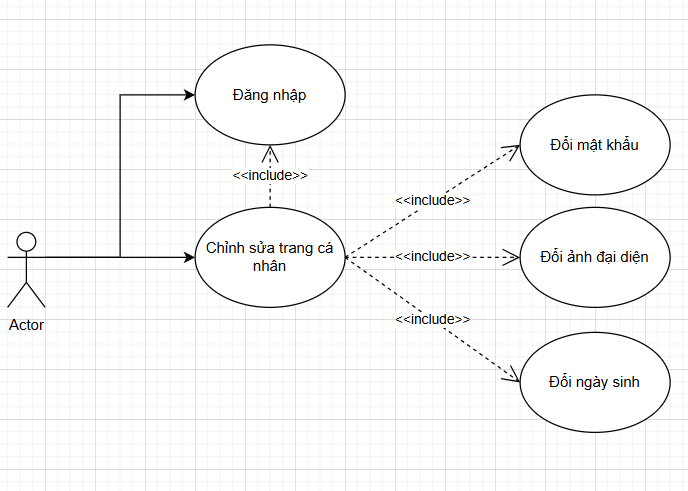 Đăng nhập
<<include>>
Chỉnh sửa trang cá
nhân
Actor
Đổi mật khẩu
<<include>>
Đổi ảnh đại diện
<<include>>
Đổi ngày sinh
<<include>>